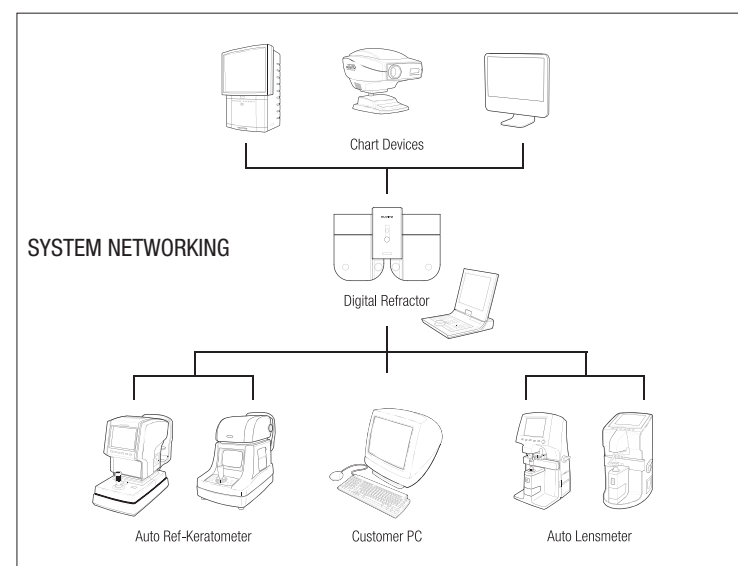 Chart Devices
SYSTEM NETWORKING
Digital Refractor
Auto Ref-Keratometer
Customer PC
Auto Lensmeter